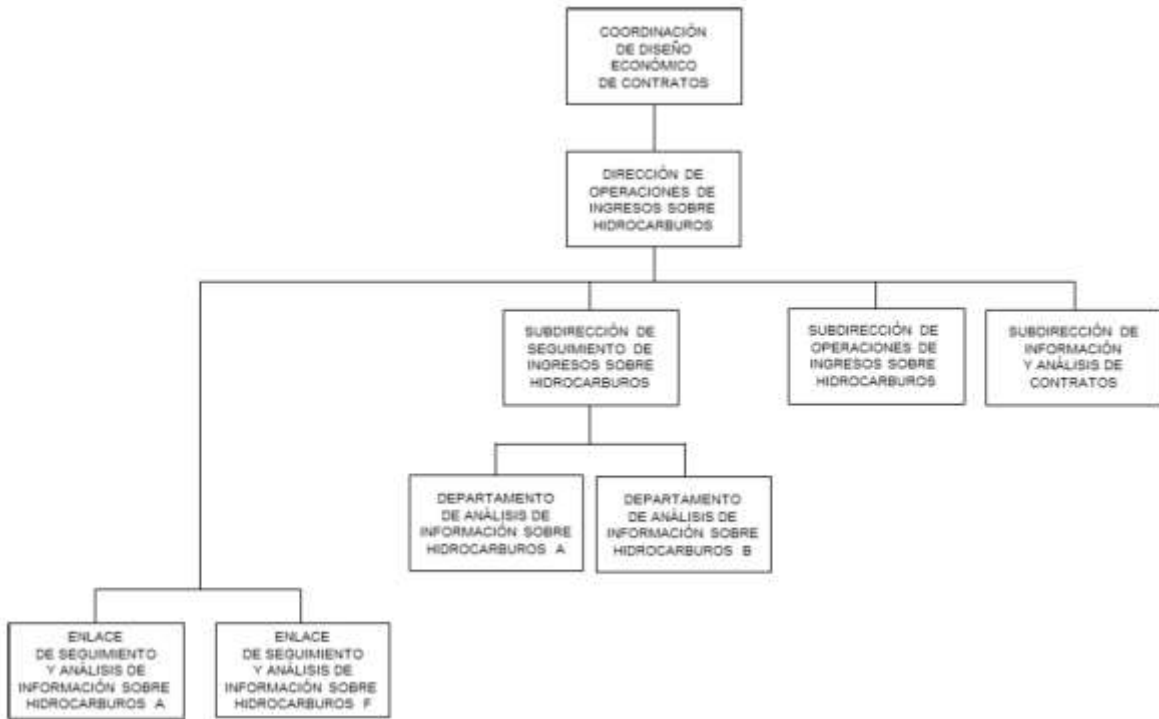 COORDINACIÓN
DE DISEÑO
ECONÓMICO
DE CONTRATOS
DIRECCIÓN DE
OPERACIONES DE
INGRESOS SOBRE
HIDROCARBUROS
SUBDIRECCIÓN DE
SEGUIMIENTO DE
INGRESOS SOBRE
HIDROCARBUROS
SUBDIRECCIÓN DE
OPERACIONES DE
INGRESOS SOBRE
HIDROCARBUROS
SUBDIRECCIÓN DE
INFORMACIÓN
Y ANÁLISIS DE
CONTRATOS
DEPARTAMENTO
DE ANÁLISIS DE
INFORMACIÓN SOBRE
HIDROCARBUROS A
DEPARTAMENTO
DE ANÁLISIS DE
INFORMACIÓN SOBRE
HIDROCARBUROS B
ENLACE
DE SEGUIMIENTO
Y ANÁLISIS DE
INFORMACIÓN SOBRE
HIDROCARBUROS A
ENLACE
DE SEGUIMIENTO
Y ANÁLISIS DE
INFORMACIÓN SOBRE
HIDROCARBUROS F